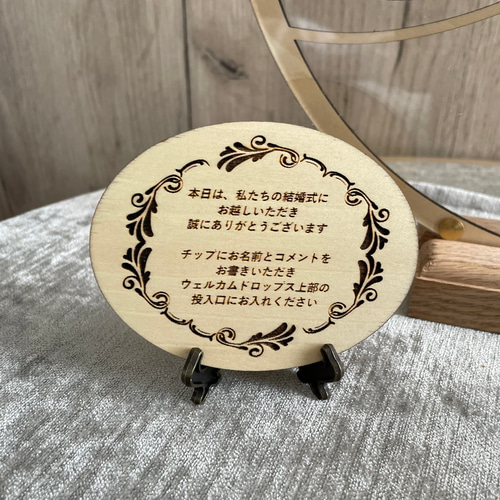 本日は、私たちの結婚式に
お越しいただき
誠にありがとうございます
チップにお名前とコメントを
お書きいただき
ウェルカムドロップス上部の
投入口にお入れください